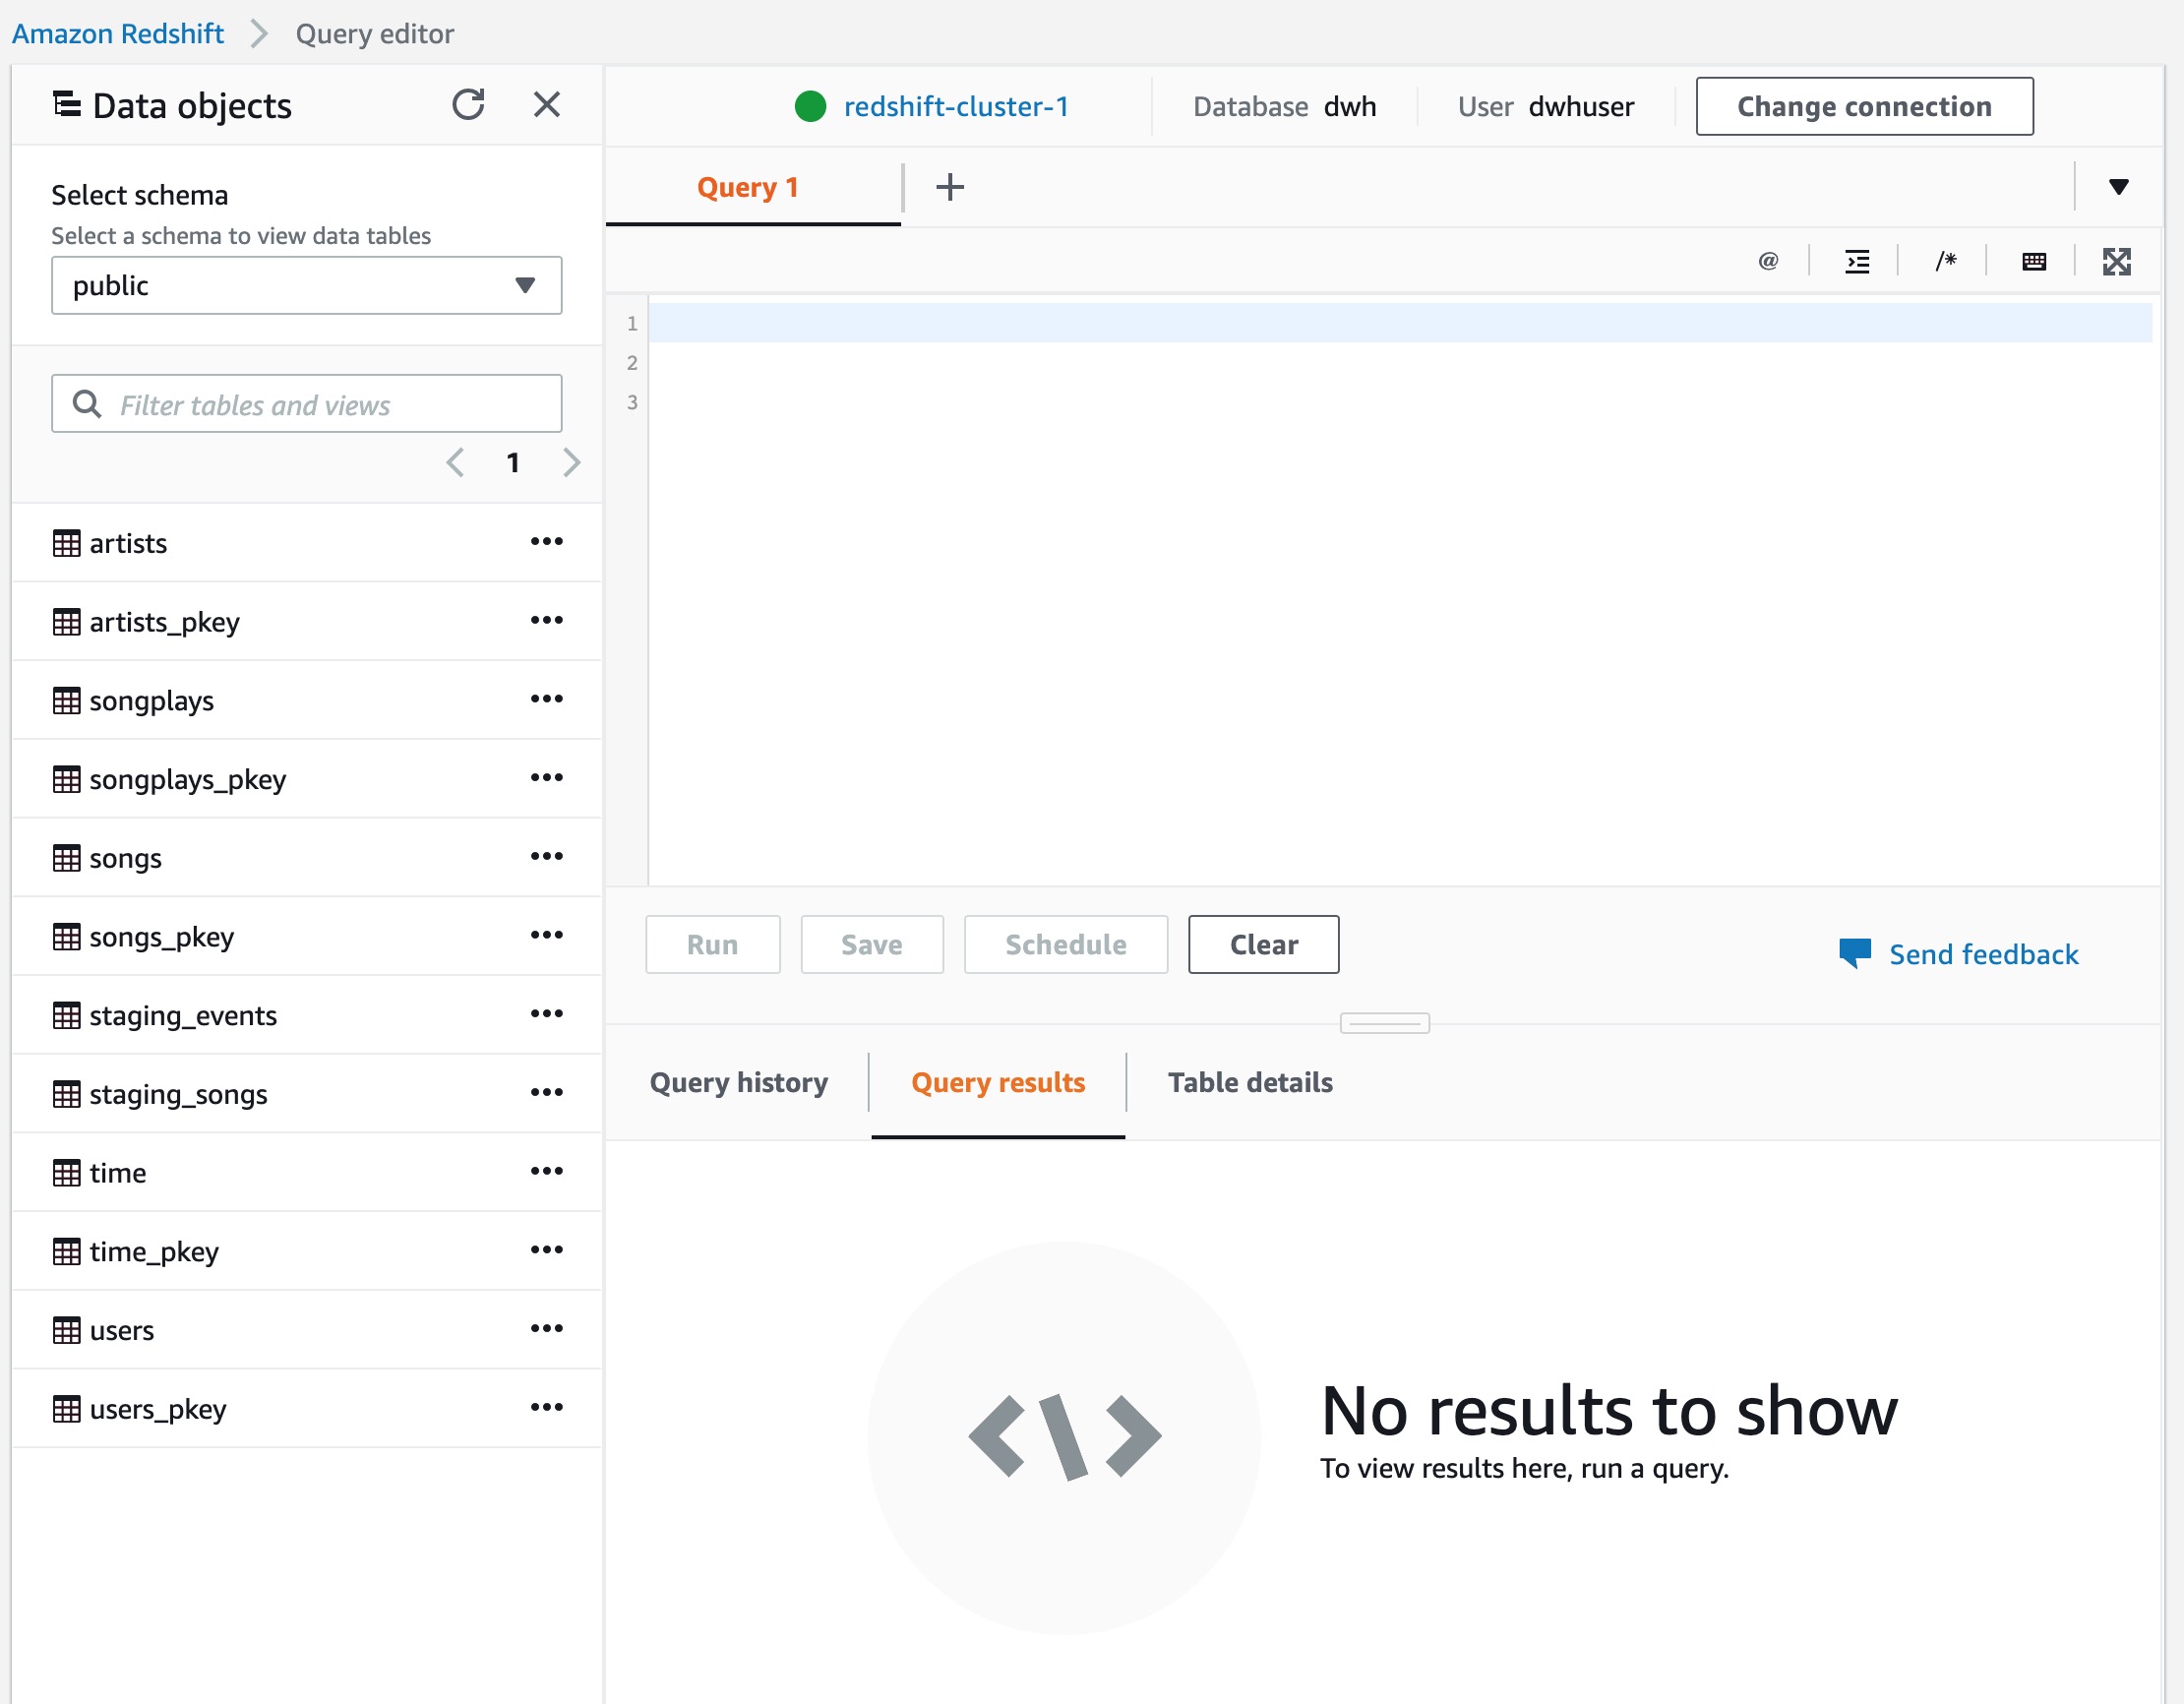 Amazon Redshift > Query editor
Data objects
Select schema
Select a schema to view data tables
public
Filter tables and views
1
artists
artists_pkey
songplays
songplays_pkey
songs
songs_pkey
staging_events
staging_songs
time
time_pkey
users
users_pkey
redshift-cluster-1 Database dwh User dwhuser Change connection
Query 1 +
@ /*
1
2
3
Run Save Schedule Clear Send feedback
Query history Query results Table details
<\>
No results to show
To view results here, run a query.